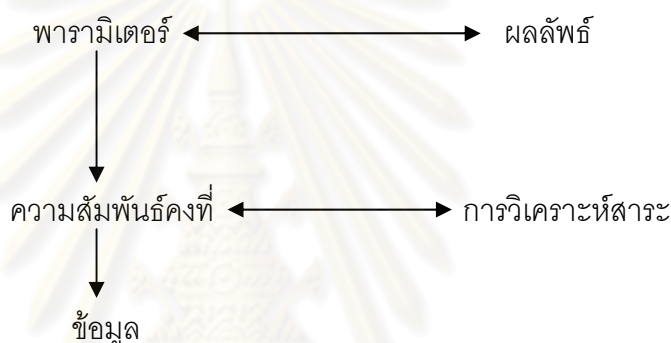 พารามิเตอร์ ผลลัพธ์
ความสัมพันธ์คงที่ การวิเคราะห์สาระ
ข้อมูล